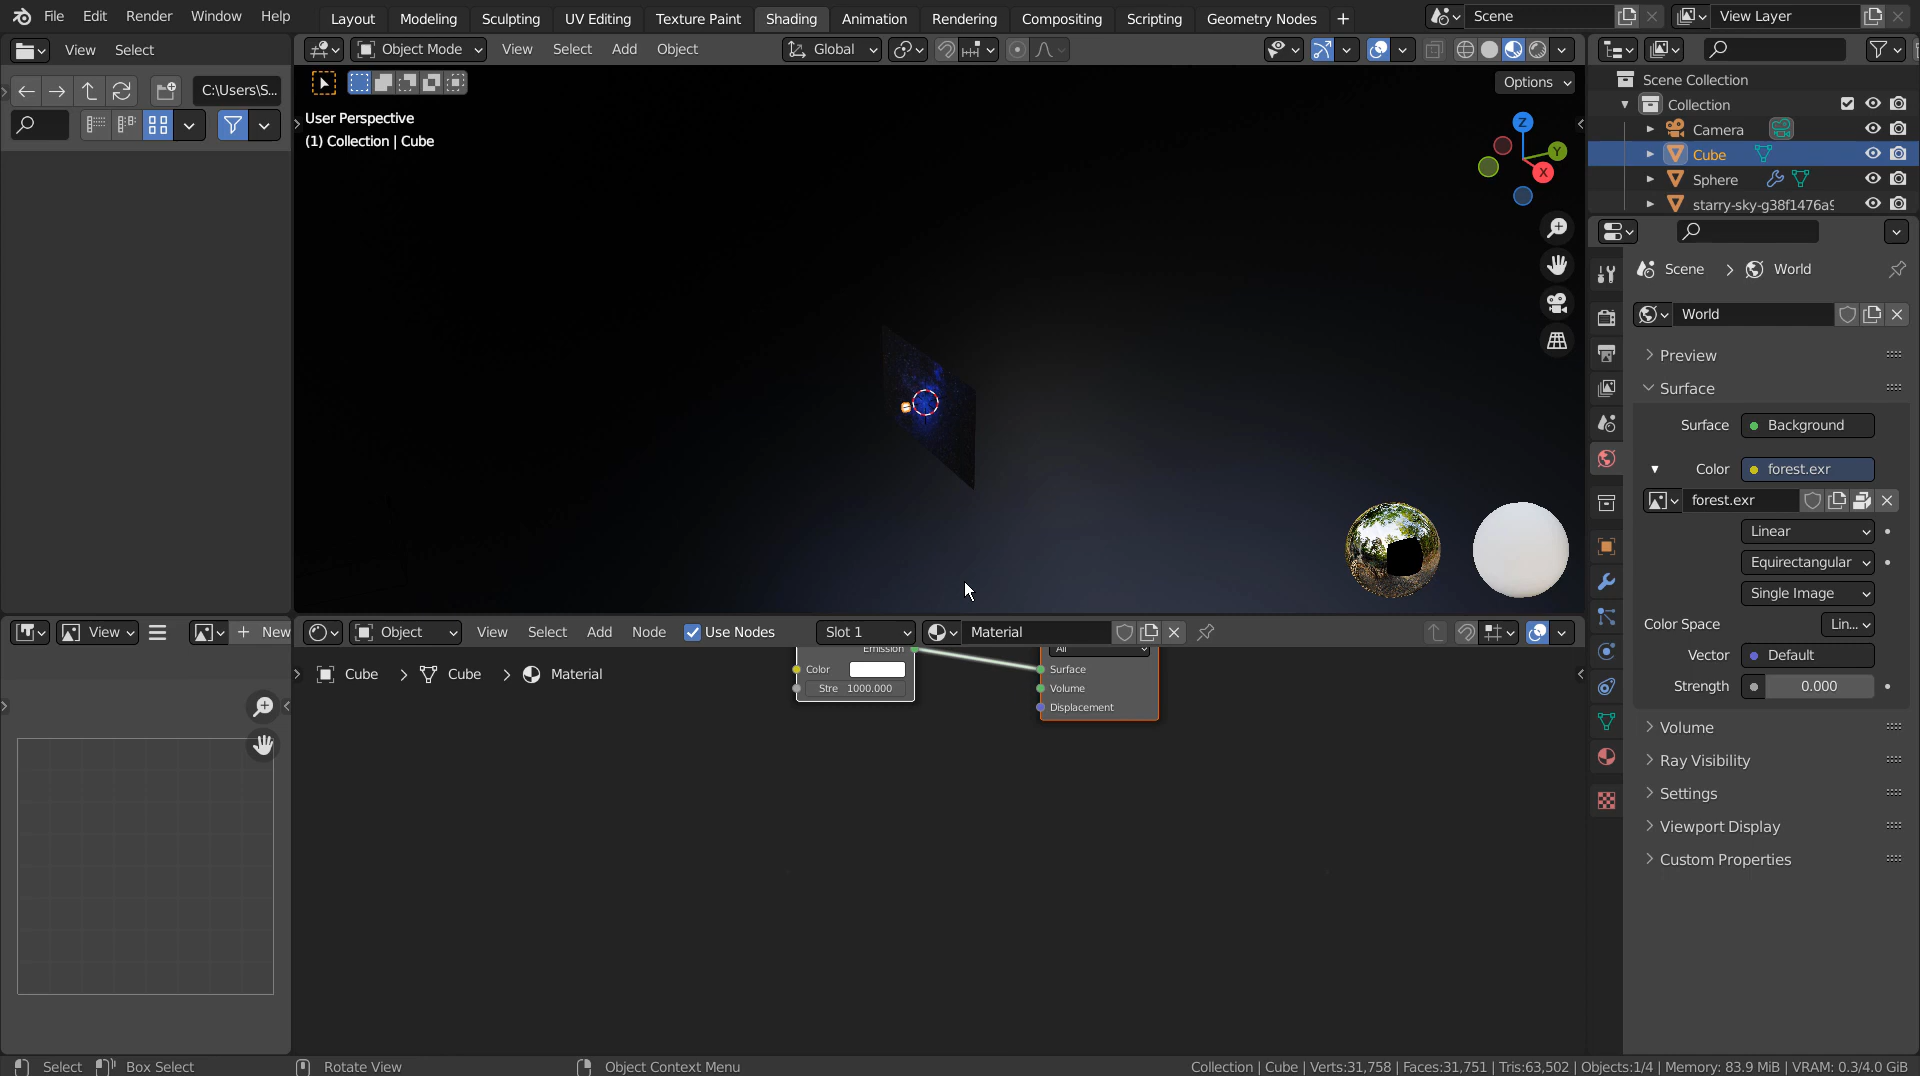 File Edit Render Window Help
Layout Modeling Sculpting UV Editing Texture Paint Shading Animation Rendering Compositing Scripting Geometry Nodes +
Scene
View Layer
View Select
Object Mode View Select Add Object
Global
C:\Users\S...
Options
User Perspective
(1) Collection | Cube
Z
Y
X
Scene Collection
Collection
Camera
Cube
Sphere
starry-sky-g38f1476a9
Scene > World
World
Preview
Surface
Surface Background
Color forest.exr
forest.exr
Linear
Equirectangular
Single Image
Color Space Lin...
Vector Default
Strength 0.000
Volume
Ray Visibility
Settings
Viewport Display
Custom Properties
View + New
Object View Select Add Node Use Nodes Slot 1 Material
Cube > Cube > Material
Emission
Color
Stre 1000.000
All
Surface
Volume
Displacement
Select Box Select Rotate View Object Context Menu
Collection | Cube | Verts:31,758 | Faces:31,751 | Tris:63,502 | Objects:1/4 | Memory: 83.9 MiB | VRAM: 0.3/4.0 GiB